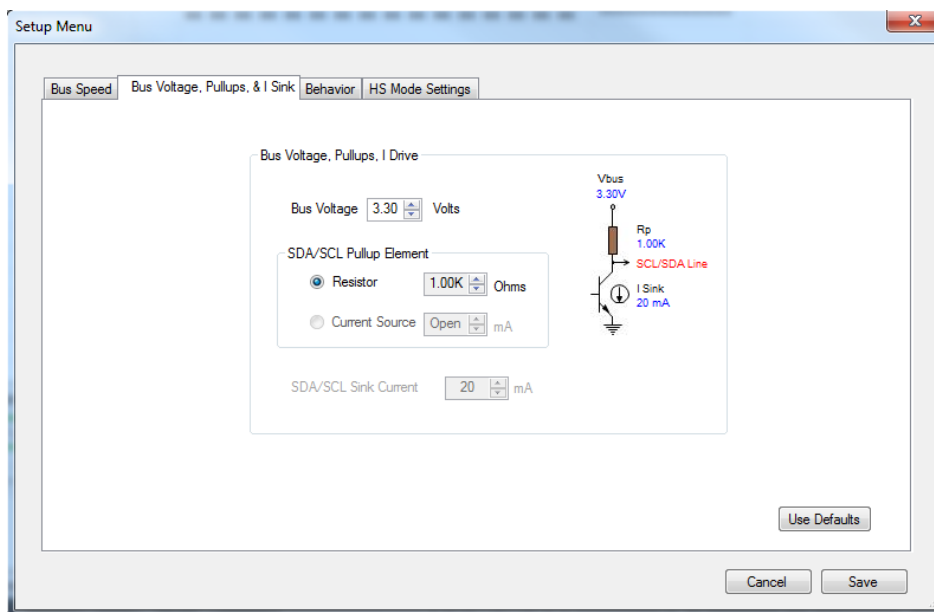 Setup Menu
Bus Speed
Bus Voltage, Pullups, & I Sink
Behavior
HS Mode Settings
Bus Voltage, Pullups, I Drive
Bus Voltage 3.30 Volts
SDA/SCL Pullup Element
Resistor 1.00K Ohms
Current Source Open mA
SDA/SCL Sink Current 20 mA
Vbus
3.30V
Rp
1.00K
SCL/SDA Line
I Sink
20 mA
Use Defaults
Cancel
Save